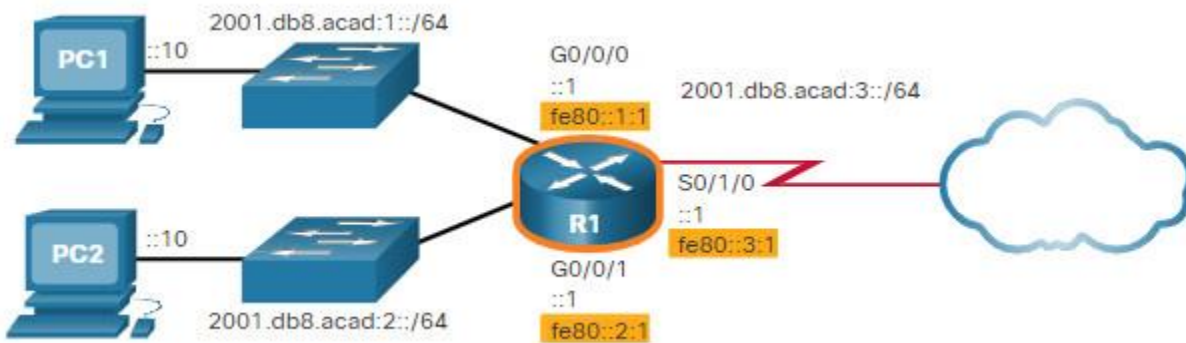 2001.db8.acad:1::/64
PC1
::10
G0/0/0
::1
fe80::1:1
2001.db8.acad:3::/64
R1
S0/1/0
::1
fe80::3:1
PC2
::10
2001.db8.acad:2::/64
G0/0/1
::1
fe80::2:1